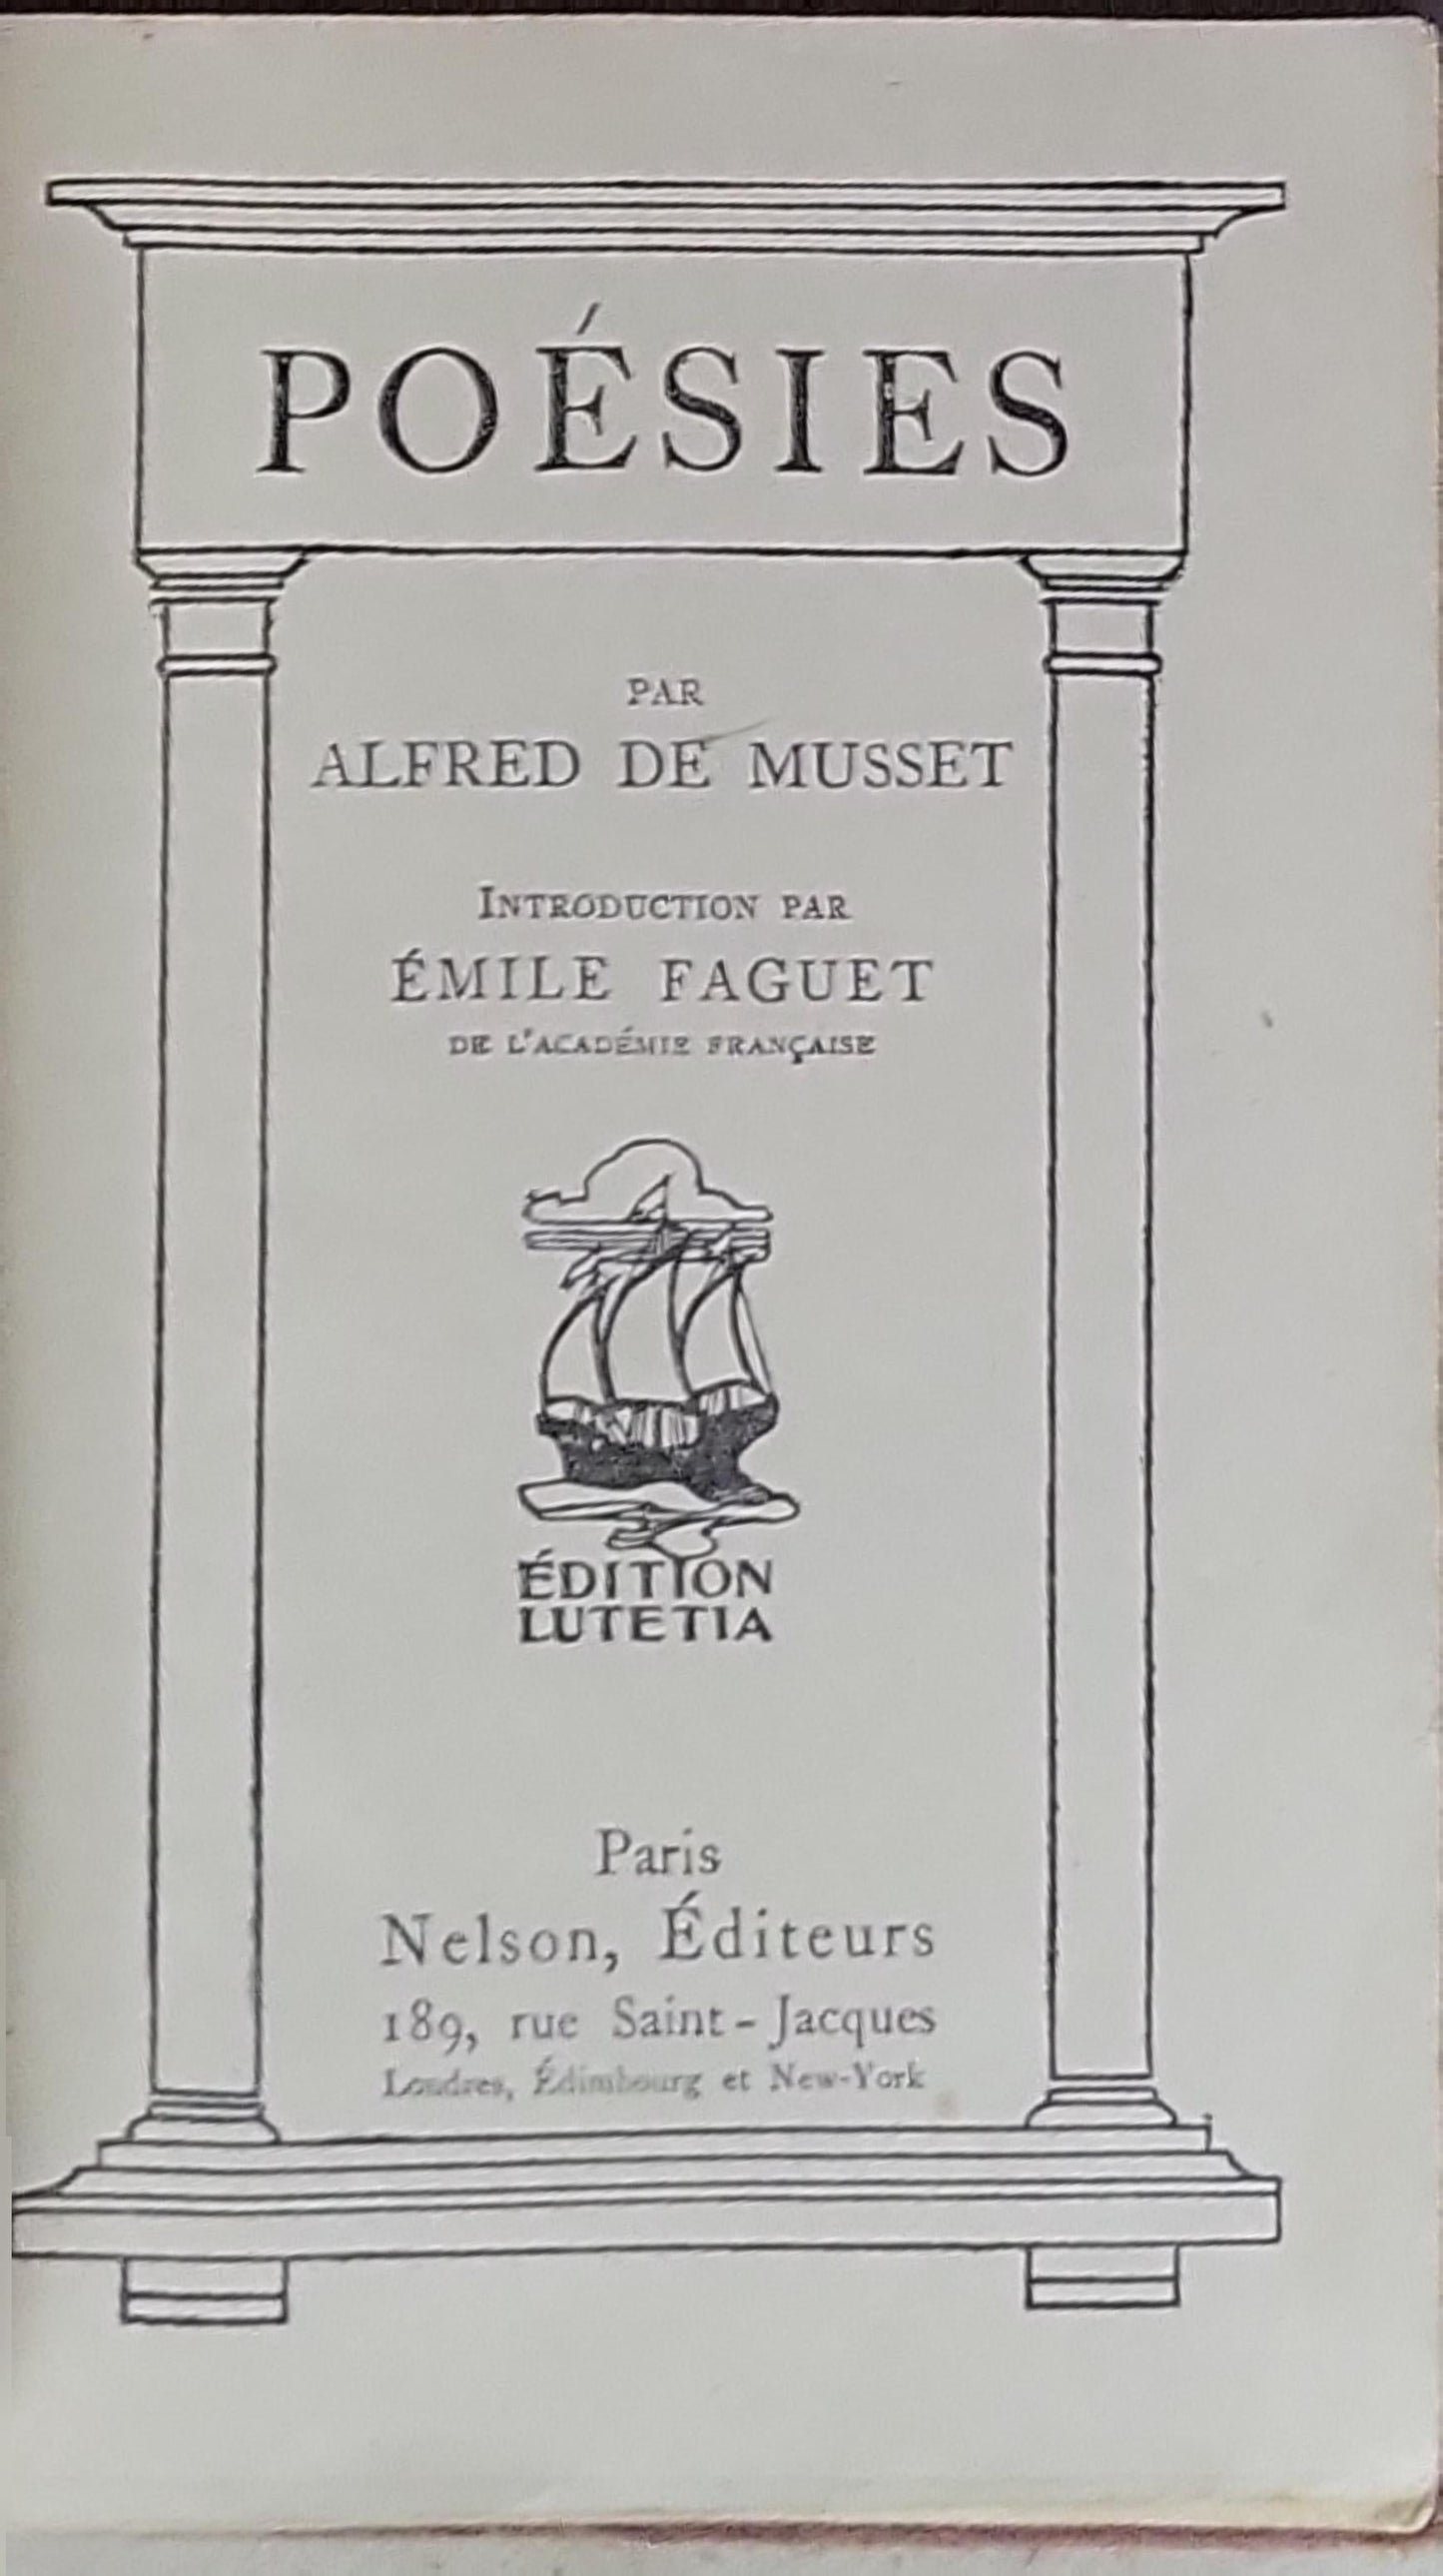 POÉSIES
PAR
ALFRED DE MUSSET
INTRODUCTION PAR
ÉMILE FAGUET
DE L'ACADÉMIE FRANÇAISE
ÉDITION
LUTETIA
Paris
Nelson, Éditeurs
189, rue Saint-Jacques
Londres, Édimbourg et New-York